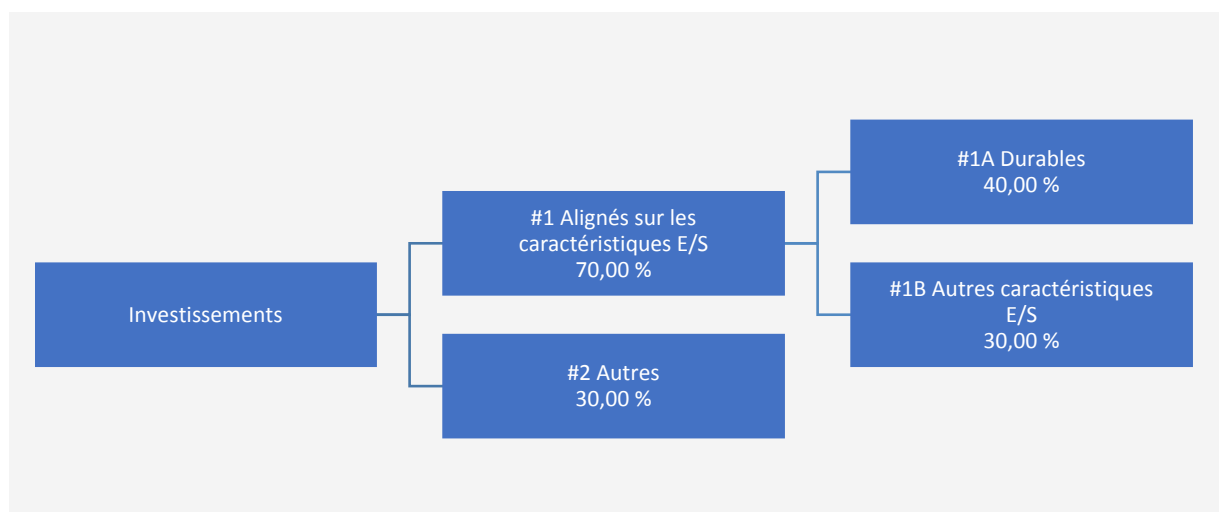 Investissements
#1 Alignés sur les
caractéristiques E/S
70,00 %
#2 Autres
30,00 %
#1A Durables
40,00 %
#1B Autres caractéristiques
E/S
30,00 %